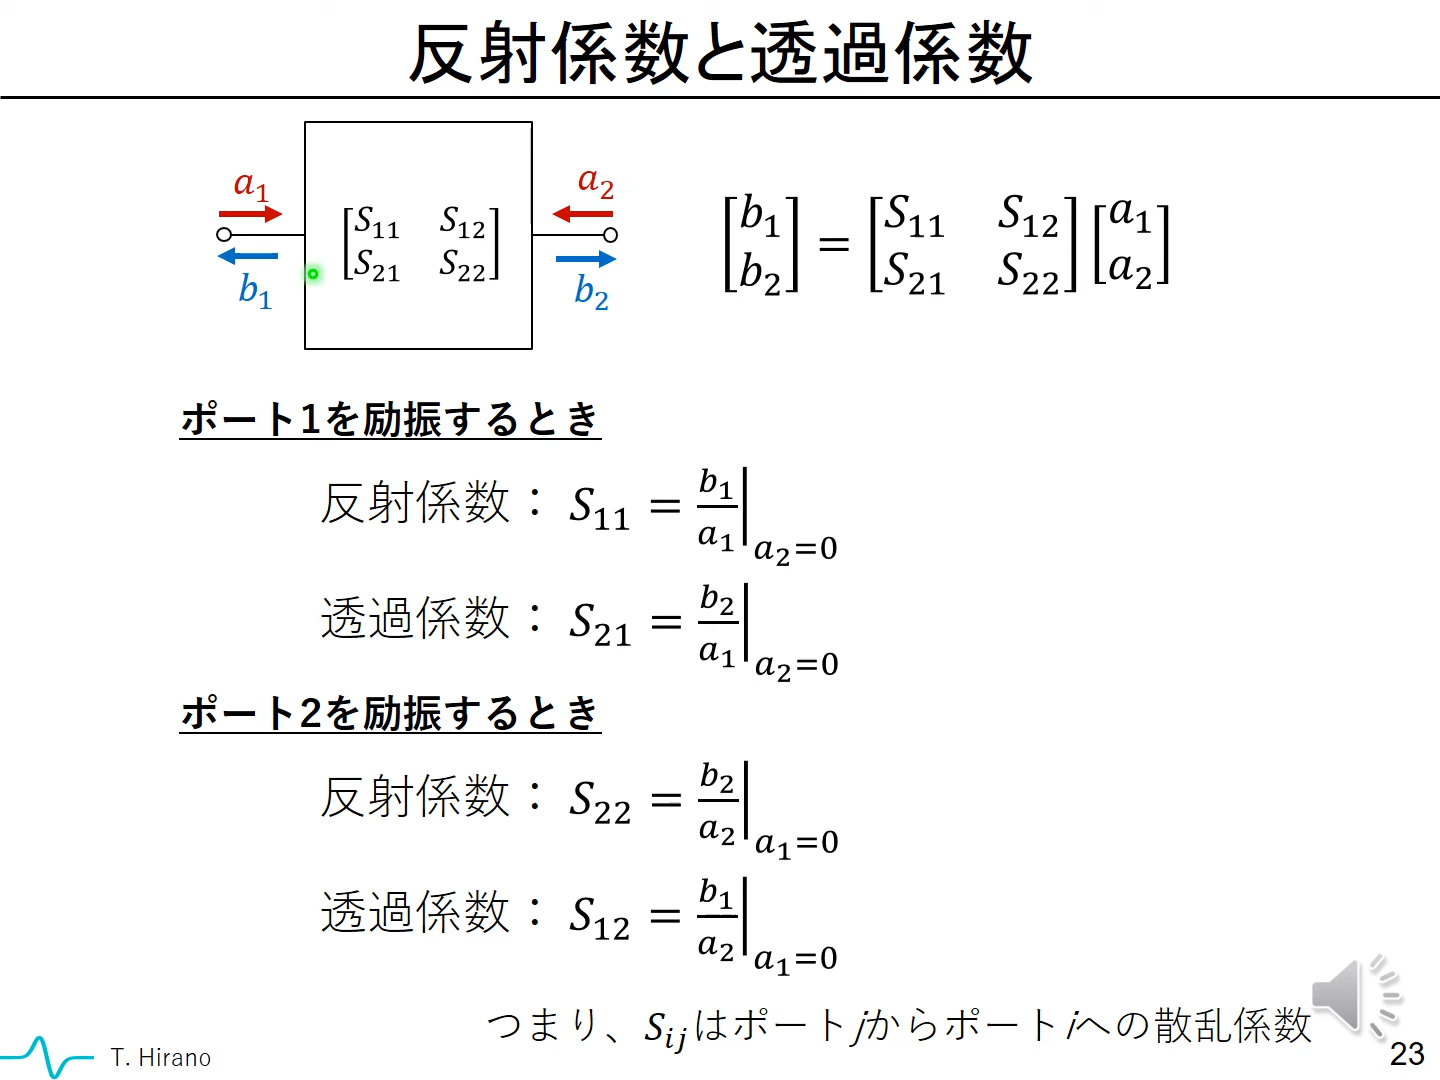 反射係数と透過係数
a₁
a₂
[S₁₁ S₁₂
S₂₁ S₂₂]
b₁
b₂
[b₁
b₂] = [S₁₁ S₁₂
S₂₁ S₂₂] [a₁
a₂]
ポート1を励振するとき
反射係数： S₁₁ = b₁/a₁|a₂=0
透過係数： S₂₁ = b₂/a₁|a₂=0
ポート2を励振するとき
反射係数： S₂₂ = b₂/a₂|a₁=0
透過係数： S₁₂ = b₁/a₂|a₁=0
つまり、Sᵢⱼはポートjからポートiへの散乱係数
T. Hirano
23